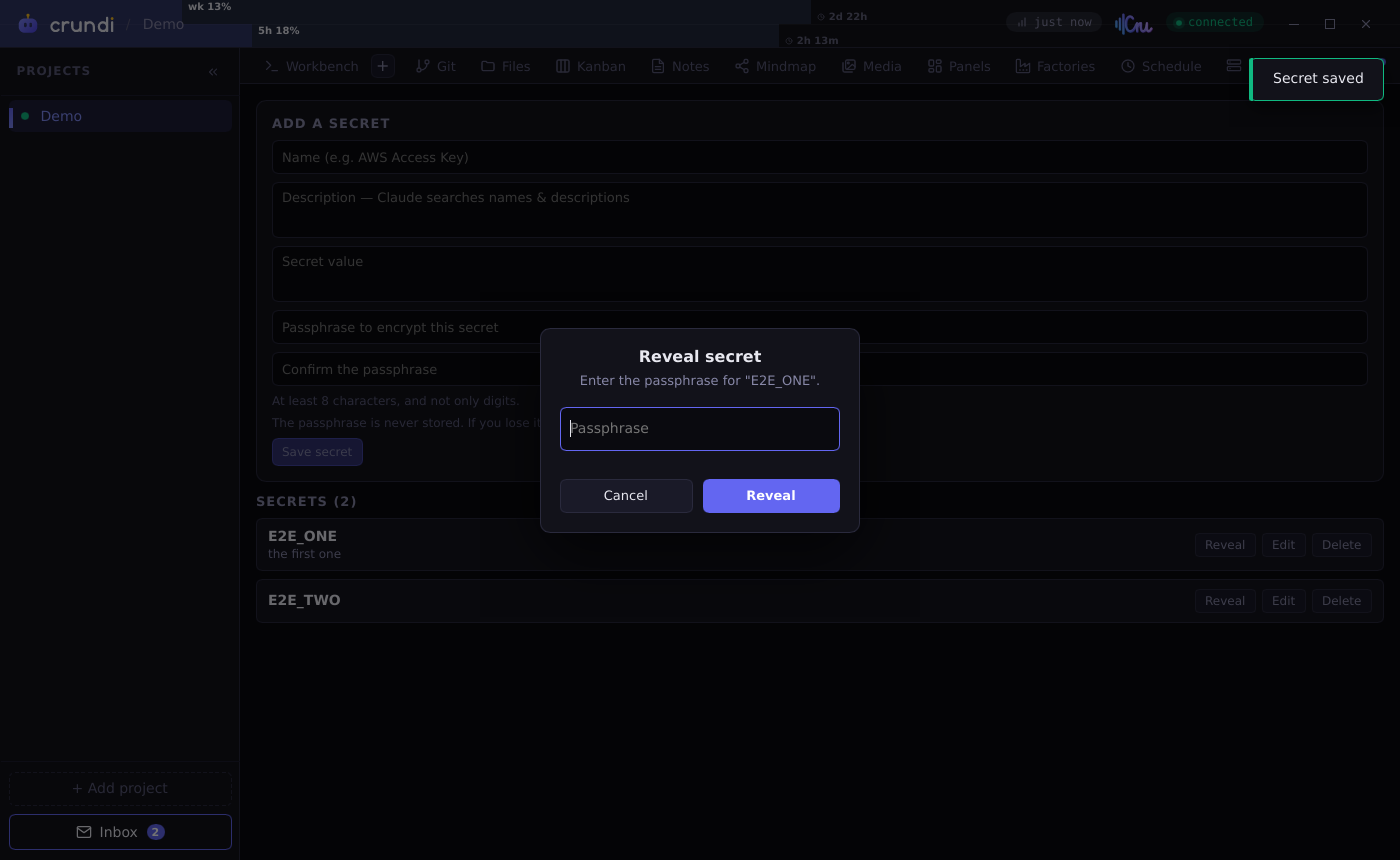 wk 13%
2d 22h
crundi / Demo
5h 18%
2h 13m
just now
Cru
connected
PROJECTS
«
Workbench
+
Git
Files
Kanban
Notes
Mindmap
Media
Panels
Factories
Schedule
Secret saved
Demo
ADD A SECRET
Name (e.g. AWS Access Key)
Description — Claude searches names & descriptions
Secret value
Passphrase to encrypt this secret
Confirm the passphrase
At least 8 characters, and not only digits.
The passphrase is never stored. If you lose it
Save secret
Reveal secret
Enter the passphrase for "E2E_ONE".
Passphrase
Cancel
Reveal
SECRETS (2)
E2E_ONE
the first one
Reveal
Edit
Delete
E2E_TWO
Reveal
Edit
Delete
+ Add project
Inbox 2